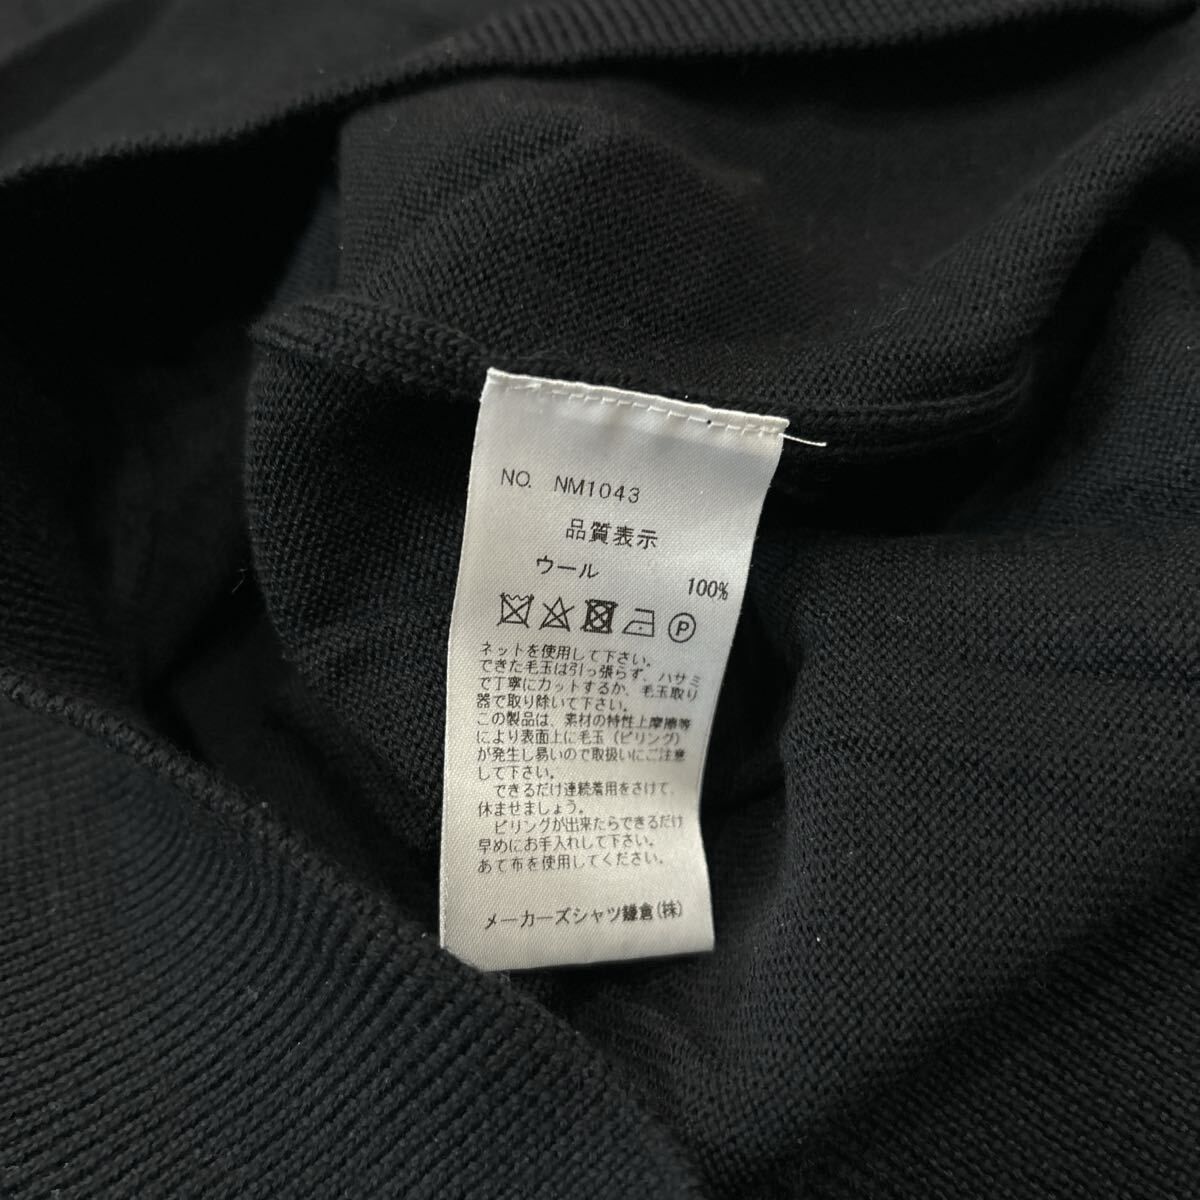 NO. NM1043
品質表示
ウール 100%
P
ネットを使用して下さい。
できた毛玉は引っ張らず、ハサミ
で丁寧にカットするか、毛玉取り
器で取り除いて下さい。
この製品は、素材の特性上摩擦等
により表面上に毛玉（ピリング）
が発生し易いので取扱いにご注意
して下さい。
できるだけ連続着用をさけて、
休ませましょう。
ピリングが出来たらできるだけ
早めにお手入れして下さい。
あて布を使用してください。
メーカーズシャツ鎌倉(株)